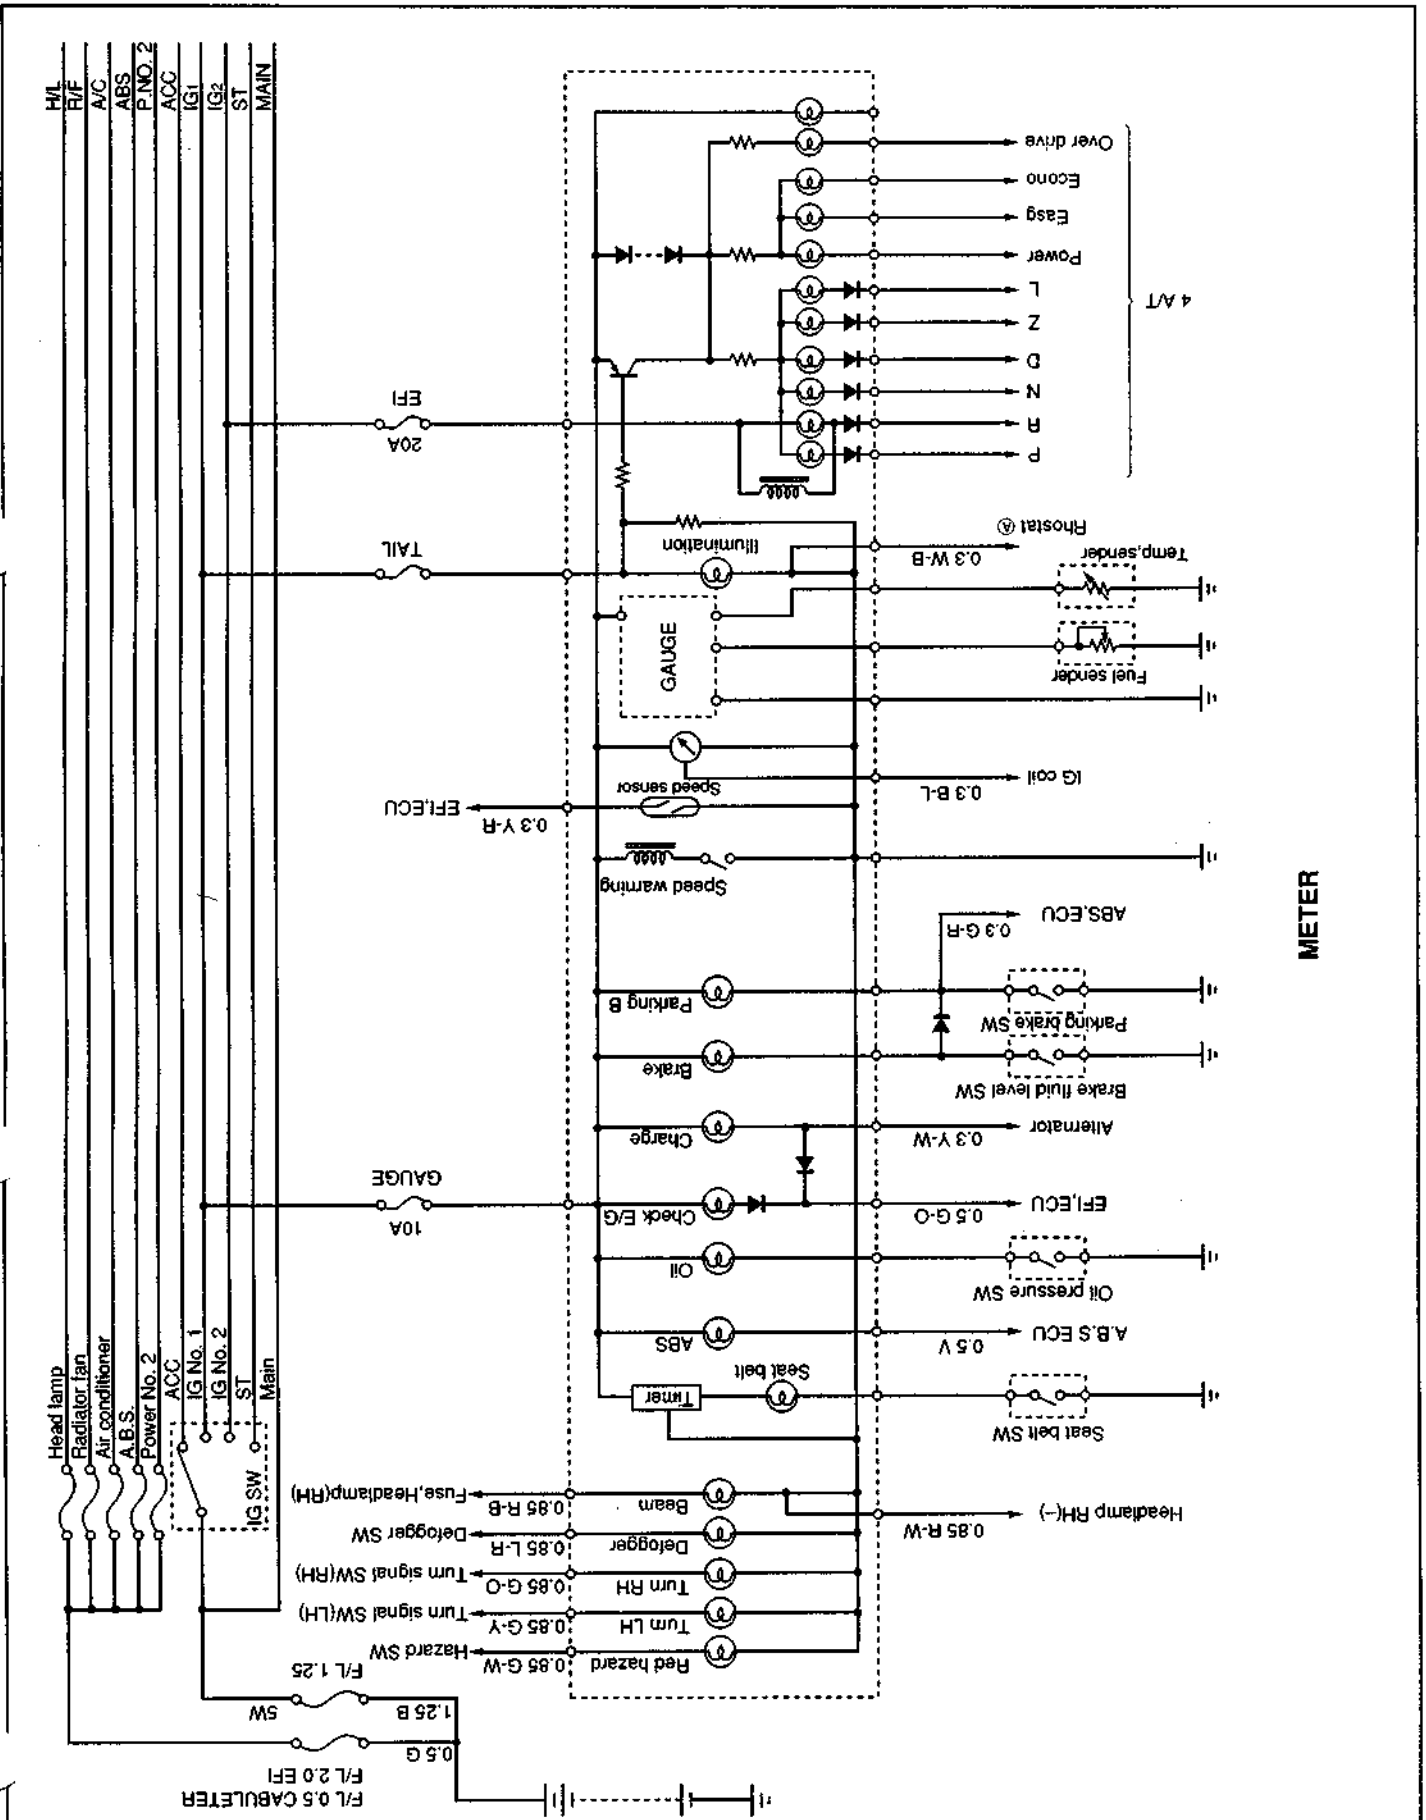 H/L
R/F
A/C
ABS
P.NO. 2
ACC
IG1
IG2
ST
MAIN
Over drive
Econo
Easg
Power
L
Z
D
N
R
P
4 A/T
EFI
20A
TAIL
Illumination
0.3 W-B
Rhostat Ⓐ
Temp,sender
GAUGE
Fuel sender
IG coil
0.3 B-L
Speed sensor
EFI,ECU
0.3 Y-R
Speed warning
ABS,ECU
0.3 G-R
Parking B
Parking brake SW
Brake
Brake fluid level SW
Charge
0.3 Y-W
Alternator
GAUGE
10A
Check E/G
0.5 G-O
EFI,ECU
Oil
Oil pressure SW
ABS
0.5 V
A.B.S ECU
Seat belt
Timer
Seat belt SW
Head lamp
Radiator fan
Air conditioner
A.B.S.
Power No. 2
ACC
IG No. 1
IG No. 2
ST
Main
IG SW
Fuse,Headlamp(RH)
0.85 R-B
Beam
0.85 R-W
Headlamp RH(–)
Defogger SW
0.85 L-R
Defogger
Turn signal SW(RH)
0.85 G-O
Turn RH
Turn signal SW(LH)
0.85 G-Y
Turn LH
Hazard SW
0.85 G-W
Red hazard
F/L 1.25
5W
1.25 B
0.5 G
F/L 2.0 EFI
F/L 0.5 CABULETER
METER